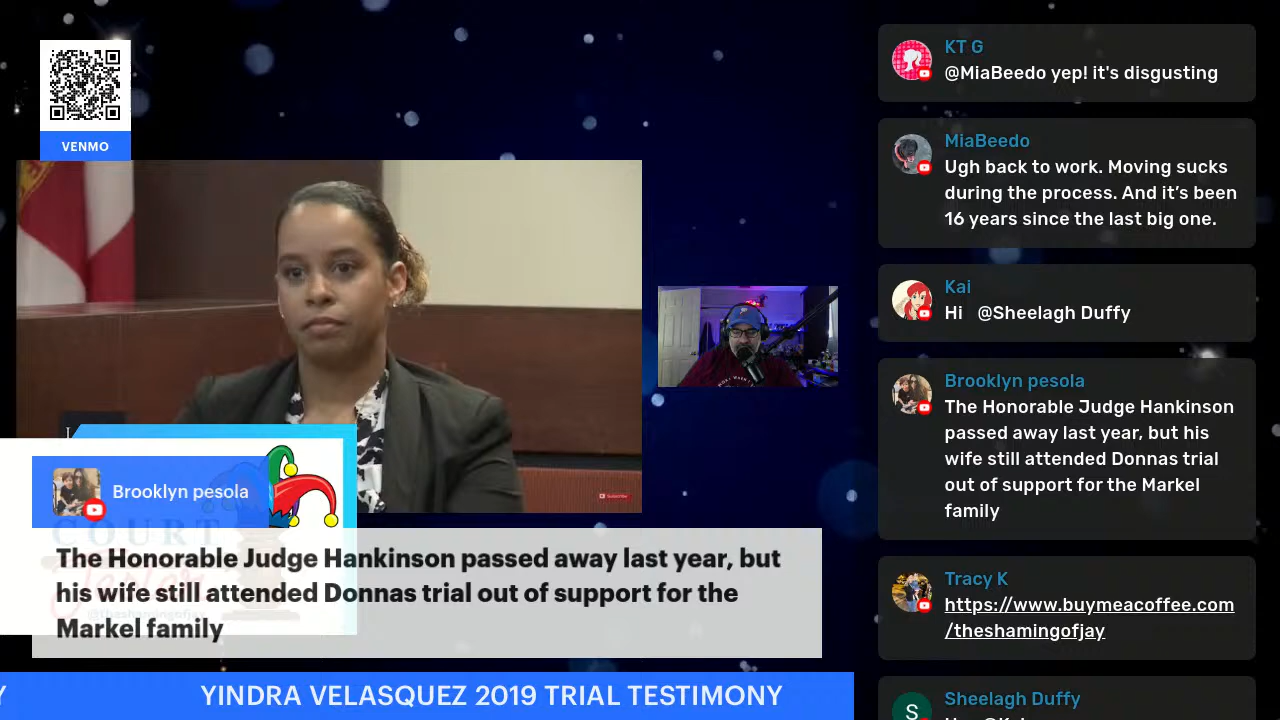 VENMO
Subscribe
Brooklyn pesola
COURT
Jester
@theshamingofjay
The Honorable Judge Hankinson passed away last year, but
his wife still attended Donnas trial out of support for the
Markel family
YINDRA VELASQUEZ 2019 TRIAL TESTIMONY
KT G
@MiaBeedo yep! it's disgusting
MiaBeedo
Ugh back to work. Moving sucks
during the process. And it’s been
16 years since the last big one.
Kai
Hi @Sheelagh Duffy
Brooklyn pesola
The Honorable Judge Hankinson
passed away last year, but his
wife still attended Donnas trial
out of support for the Markel
family
Tracy K
https://www.buymeacoffee.com
/theshamingofjay
Sheelagh Duffy
S